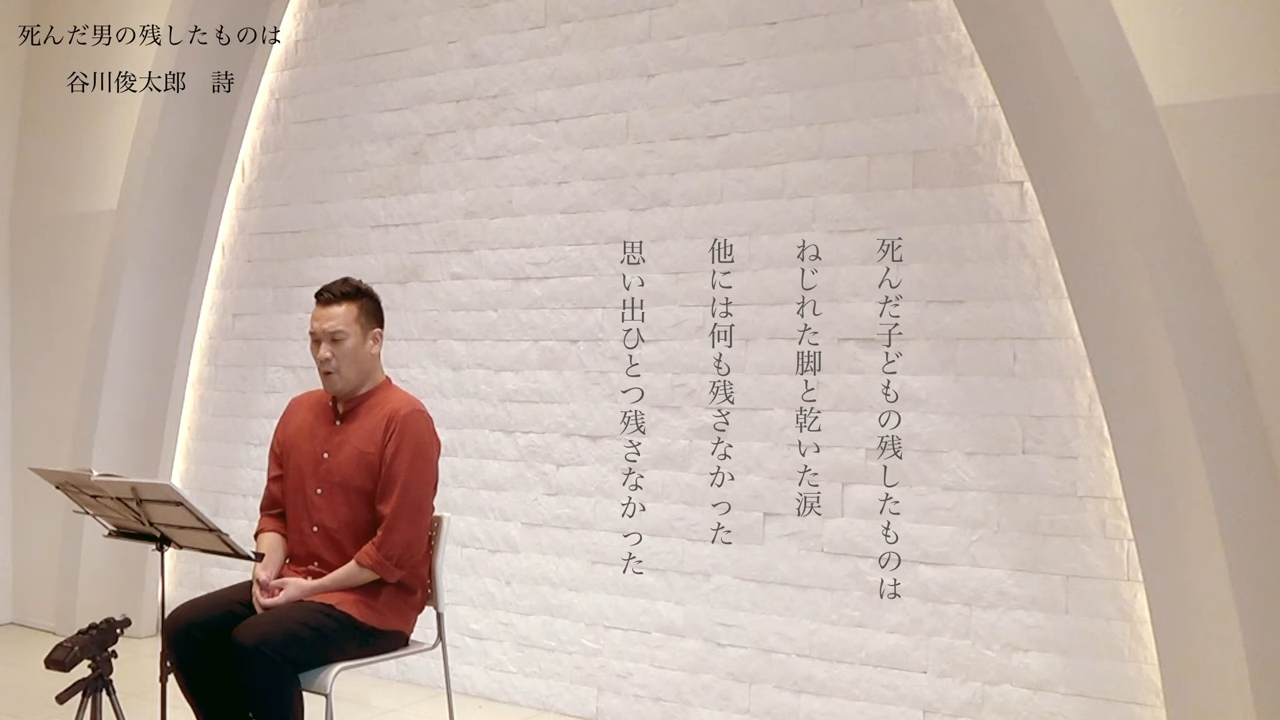 死んだ男の残したものは
谷川俊太郎　詩
死んだ子どもの残したものは
ねじれた脚と乾いた涙
他には何も残さなかった
思い出ひとつ残さなかった